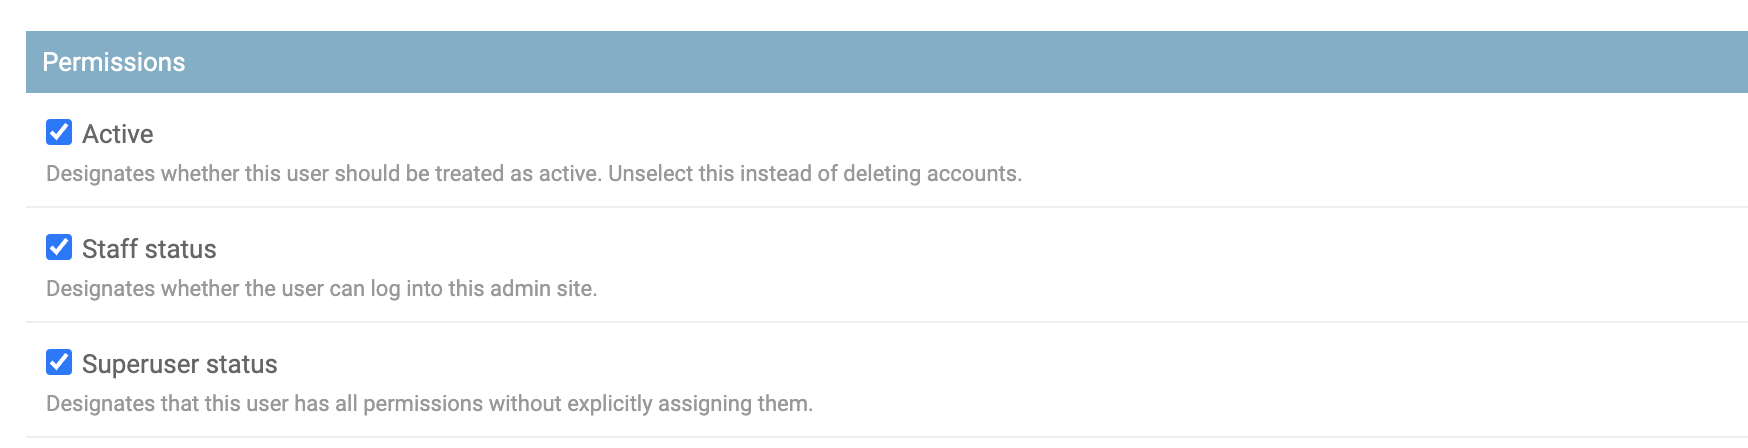 Permissions
Active
Designates whether this user should be treated as active. Unselect this instead of deleting accounts.
Staff status
Designates whether the user can log into this admin site.
Superuser status
Designates that this user has all permissions without explicitly assigning them.